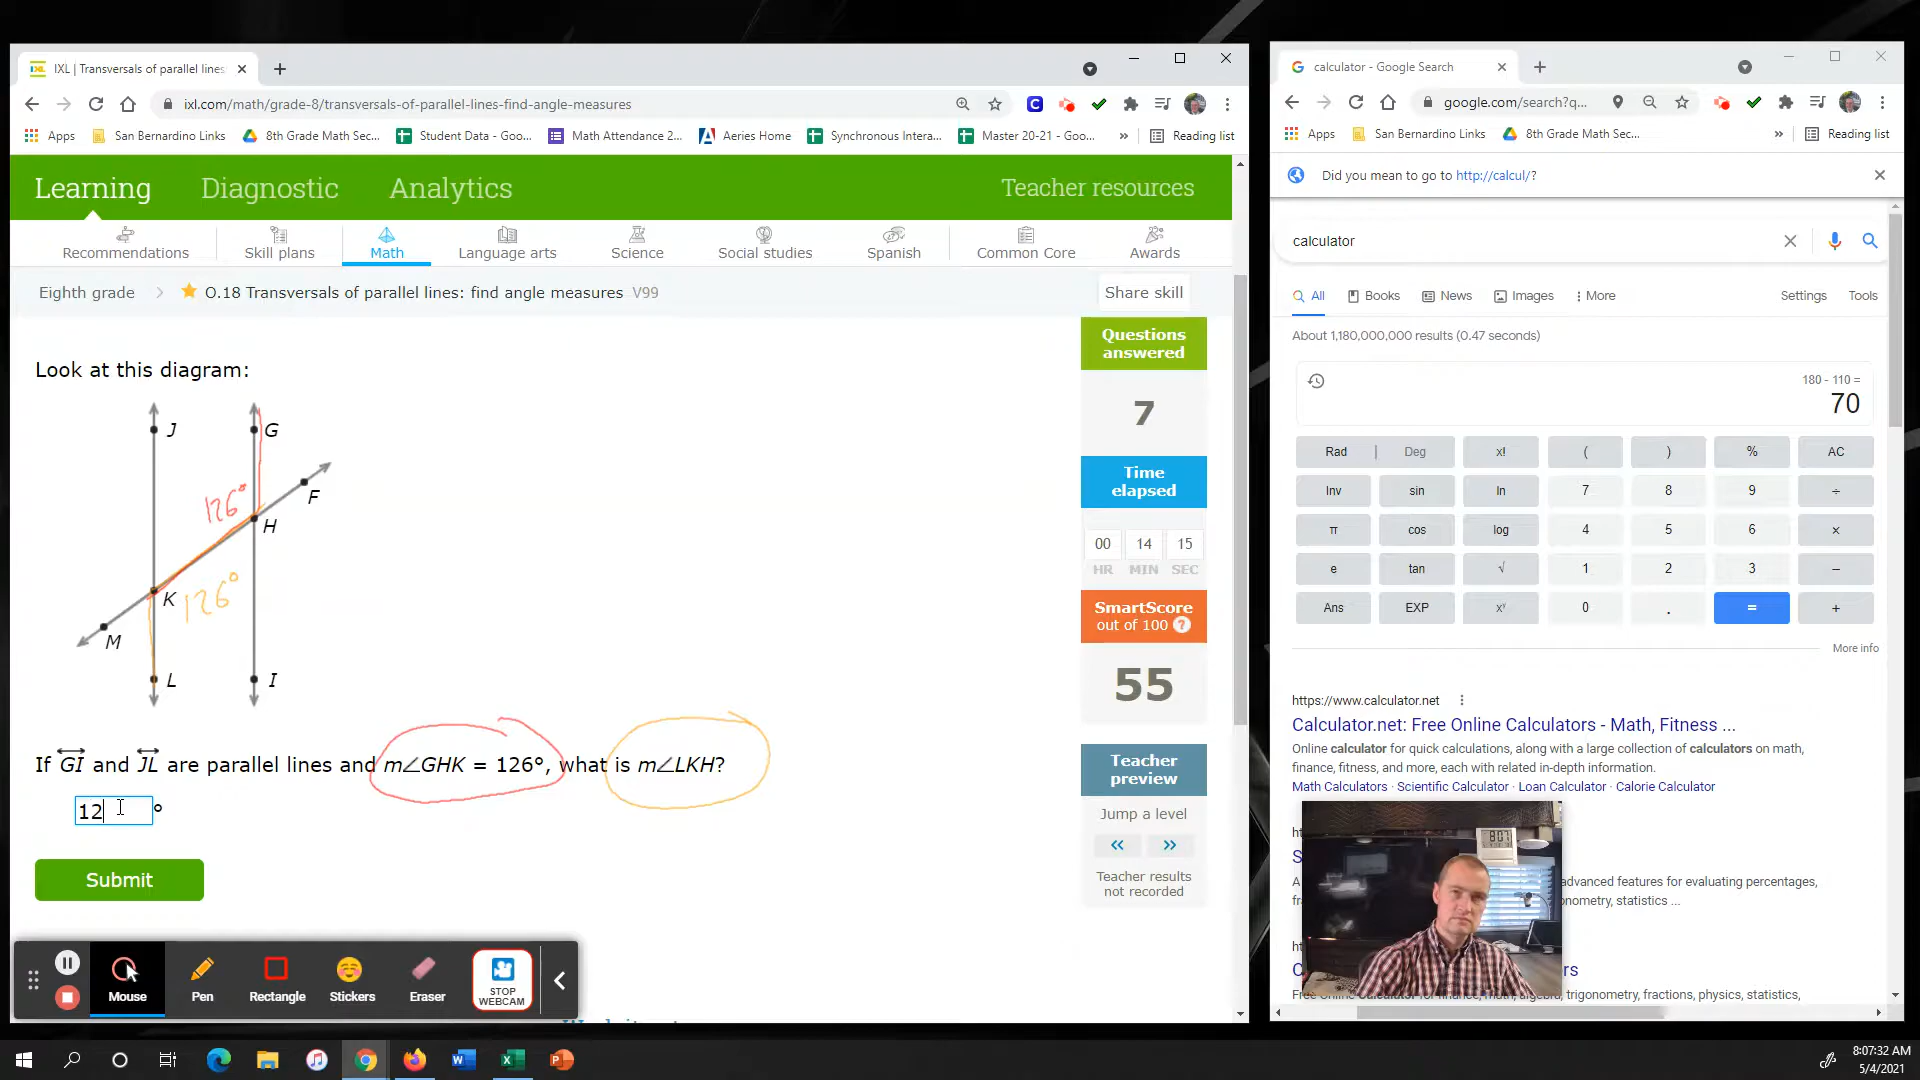 IXL | Transversals of parallel lines:
ixl.com/math/grade-8/transversals-of-parallel-lines-find-angle-measures
Apps San Bernardino Links 8th Grade Math Sec... Student Data - Goo... Math Attendance 2... Aeries Home Synchronous Intera... Master 20-21 - Goo... » Reading list
Learning Diagnostic Analytics Teacher resources
Recommendations Skill plans Math Language arts Science Social studies Spanish Common Core Awards
Eighth grade > O.18 Transversals of parallel lines: find angle measures V99
Share skill
Look at this diagram:
J G
F
126°
H
K 126°
M
L I
If GI and JL are parallel lines and m∠GHK = 126°, what is m∠LKH?
12 °
Submit
Questions
answered
7
Time
elapsed
00 14 15
HR MIN SEC
SmartScore
out of 100 ?
55
Teacher
preview
Jump a level
Teacher results
not recorded
Mouse Pen Rectangle Stickers Eraser STOP
WEBCAM
calculator - Google Search
google.com/search?q...
Apps San Bernardino Links 8th Grade Math Sec... » Reading list
Did you mean to go to http://calcul/?
calculator
All Books News Images More Settings Tools
About 1,180,000,000 results (0.47 seconds)
180 - 110 =
70
Rad | Deg x! ( ) % AC
Inv sin ln 7 8 9 ÷
π cos log 4 5 6 ×
e tan √ 1 2 3 −
Ans EXP xʸ 0 . = +
More info
https://www.calculator.net
Calculator.net: Free Online Calculators - Math, Fitness ...
Online calculator for quick calculations, along with a large collection of calculators on math,
finance, fitness, and more, each with related in-depth information.
Math Calculators · Scientific Calculator · Loan Calculator · Calorie Calculator
advanced features for evaluating percentages,
statistics ...
trigonometry, fractions, physics, statistics,
8:07
8:07:32 AM
5/4/2021